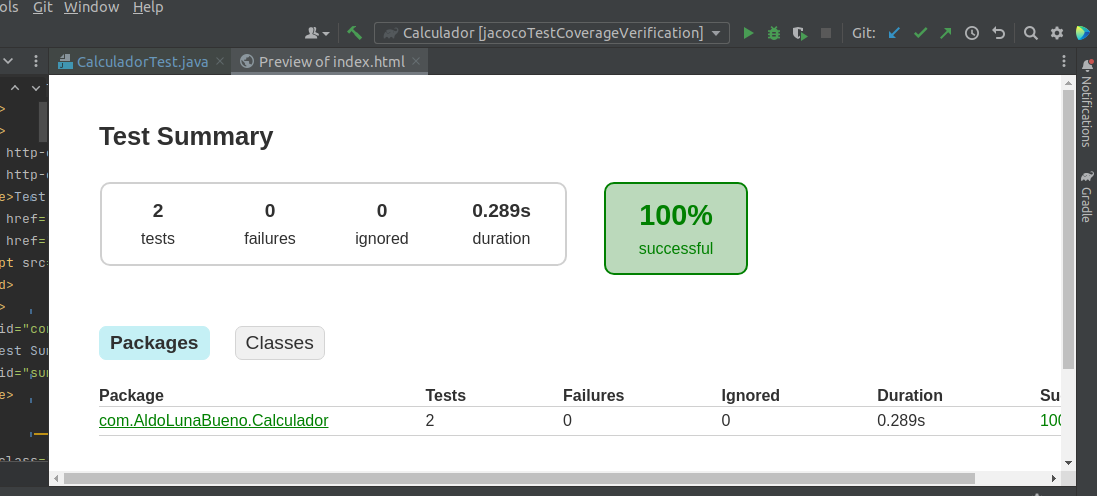 ols Git Window Help
Calculador [jacocoTestCoverageVerification] Git:
CalculadorTest.java Preview of index.html
Notifications
Gradle
>
>
http-
http-
e>Test
href=
href=
pt src=
d>
>
id="co
est Su
id="su
e>
class=
Test Summary
2 0 0 0.289s
tests failures ignored duration
100%
successful
Packages Classes
Package Tests Failures Ignored Duration Su
com.AldoLunaBueno.Calculador 2 0 0 0.289s 100